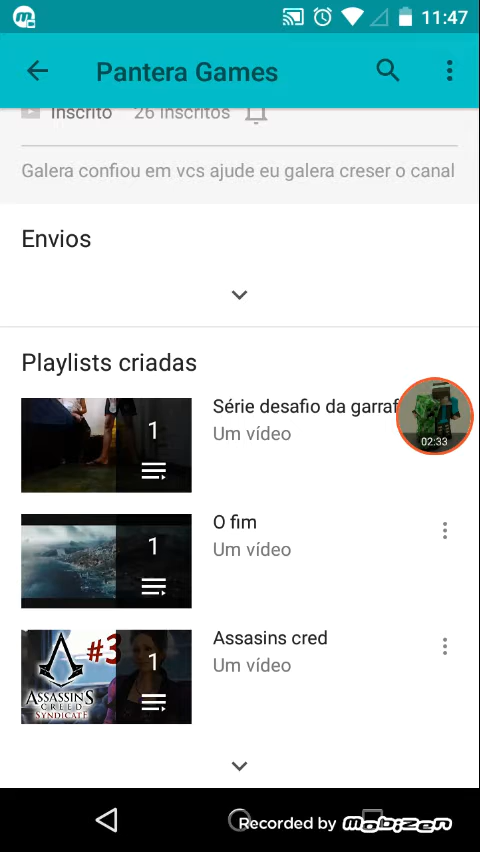 11:47
Pantera Games
Inscrito 26 inscritos
Galera confiou em vcs ajude eu galera creser o canal
Envios
Playlists criadas
1
Série desafio da garraf
Um vídeo
02:33
1
O fim
Um vídeo
#3
ASSASSIN'S
CREED
SYNDICATE
1
Assasins cred
Um vídeo
Recorded by Mobizen